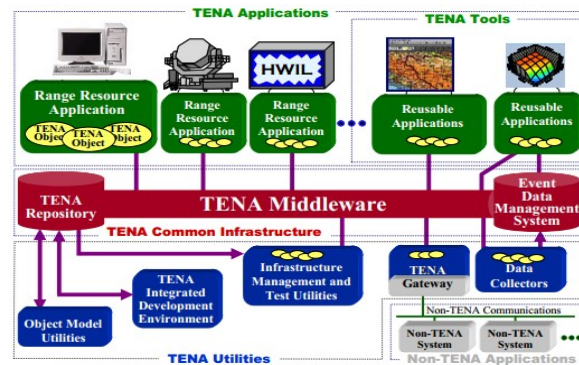 TENA Applications
TENA Tools
HWIL
Range Resource
Application
TENA
Object
TENA
Object
TENA
Object
Range
Resource
Application
Range
Resource
Application
Reusable
Applications
Reusable
Applications
TENA
Repository
TENA Middleware
Event
Data
Management
System
TENA Common Infrastructure
Object Model
Utilities
TENA
Integrated
Development
Environment
Infrastructure
Management and
Test Utilities
TENA
Gateway
Data
Collectors
Non-TENA Communications
Non-TENA
System
Non-TENA
System
TENA Utilities
Non-TENA Applications